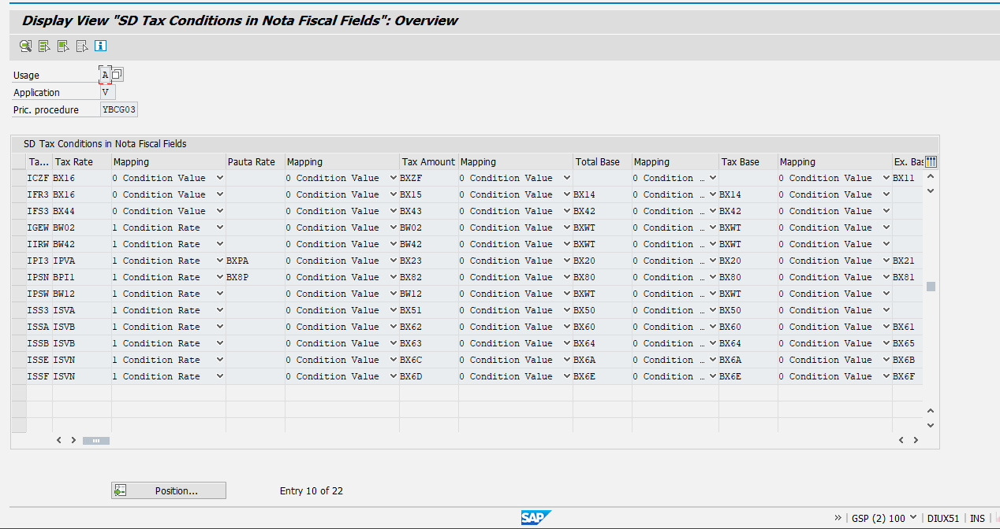 Display View "SD Tax Conditions in Nota Fiscal Fields": Overview
Usage A
Application V
Pric. procedure YBCG03
SD Tax Conditions in Nota Fiscal Fields
Ta... Tax Rate Mapping Pauta Rate Mapping Tax Amount Mapping Total Base Mapping Tax Base Mapping Ex. Bas
ICZF BX16 0 Condition Value 0 Condition Value BXZF 0 Condition Value 0 Condition … 0 Condition Value BX11
IFR3 BX16 0 Condition Value 0 Condition Value BX15 0 Condition Value BX14 0 Condition … BX14 0 Condition Value
IFS3 BX44 0 Condition Value 0 Condition Value BX43 0 Condition Value BX42 0 Condition … BX42 0 Condition Value
IGEW BW02 1 Condition Rate 0 Condition Value BW02 0 Condition Value BXWT 0 Condition … BXWT 0 Condition Value
IIRW BW42 1 Condition Rate 0 Condition Value BW42 0 Condition Value BXWT 0 Condition … BXWT 0 Condition Value
IPI3 IPVA 1 Condition Rate BXPA 0 Condition Value BX23 0 Condition Value BX20 0 Condition … BX20 0 Condition Value BX21
IPSN BPI1 1 Condition Rate BX8P 0 Condition Value BX82 0 Condition Value BX80 0 Condition … BX80 0 Condition Value BX81
IPSW BW12 1 Condition Rate 0 Condition Value BW12 0 Condition Value BXWT 0 Condition … BXWT 0 Condition Value
ISS3 ISVA 1 Condition Rate 0 Condition Value BX51 0 Condition Value BX50 0 Condition … BX50 0 Condition Value
ISSA ISVB 1 Condition Rate 0 Condition Value BX62 0 Condition Value BX60 0 Condition … BX60 0 Condition Value BX61
ISSB ISVB 1 Condition Rate 0 Condition Value BX63 0 Condition Value BX64 0 Condition … BX64 0 Condition Value BX65
ISSE ISVN 1 Condition Rate 0 Condition Value BX6C 0 Condition Value BX6A 0 Condition … BX6A 0 Condition Value BX6B
ISSF ISVN 1 Condition Rate 0 Condition Value BX6D 0 Condition Value BX6E 0 Condition … BX6E 0 Condition Value BX6F
Position... Entry 10 of 22
SAP GSP (2) 100 DIUX51 INS